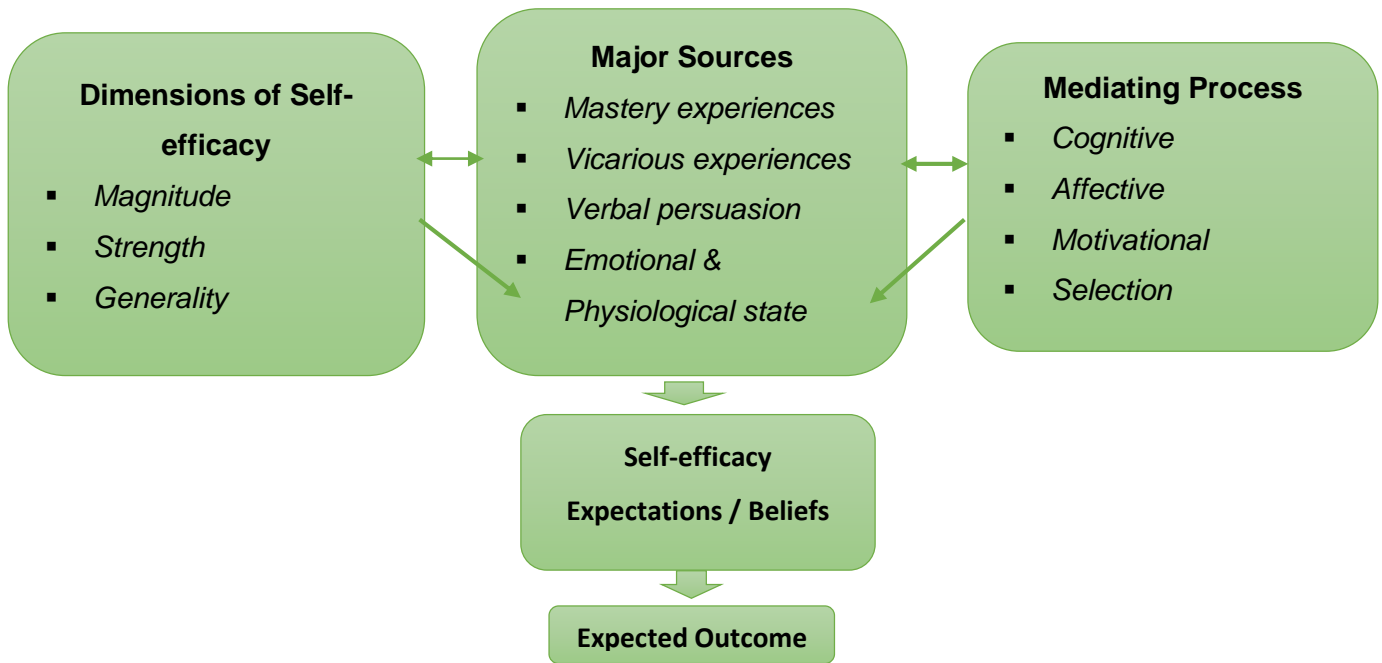 Dimensions of Self-
efficacy
▪ Magnitude
▪ Strength
▪ Generality
Major Sources
▪ Mastery experiences
▪ Vicarious experiences
▪ Verbal persuasion
▪ Emotional &
Physiological state
Mediating Process
▪ Cognitive
▪ Affective
▪ Motivational
▪ Selection
Self-efficacy
Expectations / Beliefs
Expected Outcome